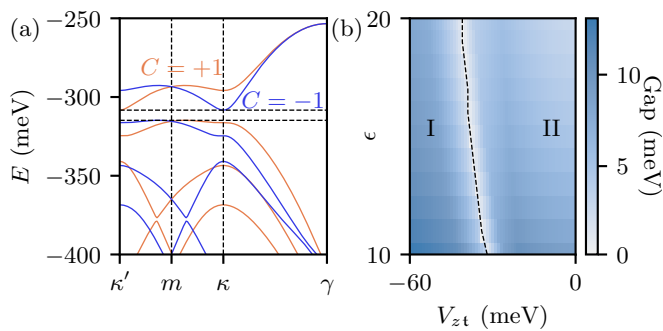 (a)
−250
−300
−350
−400
E (meV)
C = +1
C = −1
κ′
m
κ
γ
(b)
20
ϵ
10
I
II
−60
0
V_{z𝔱} (meV)
10
5
0
Gap (meV)